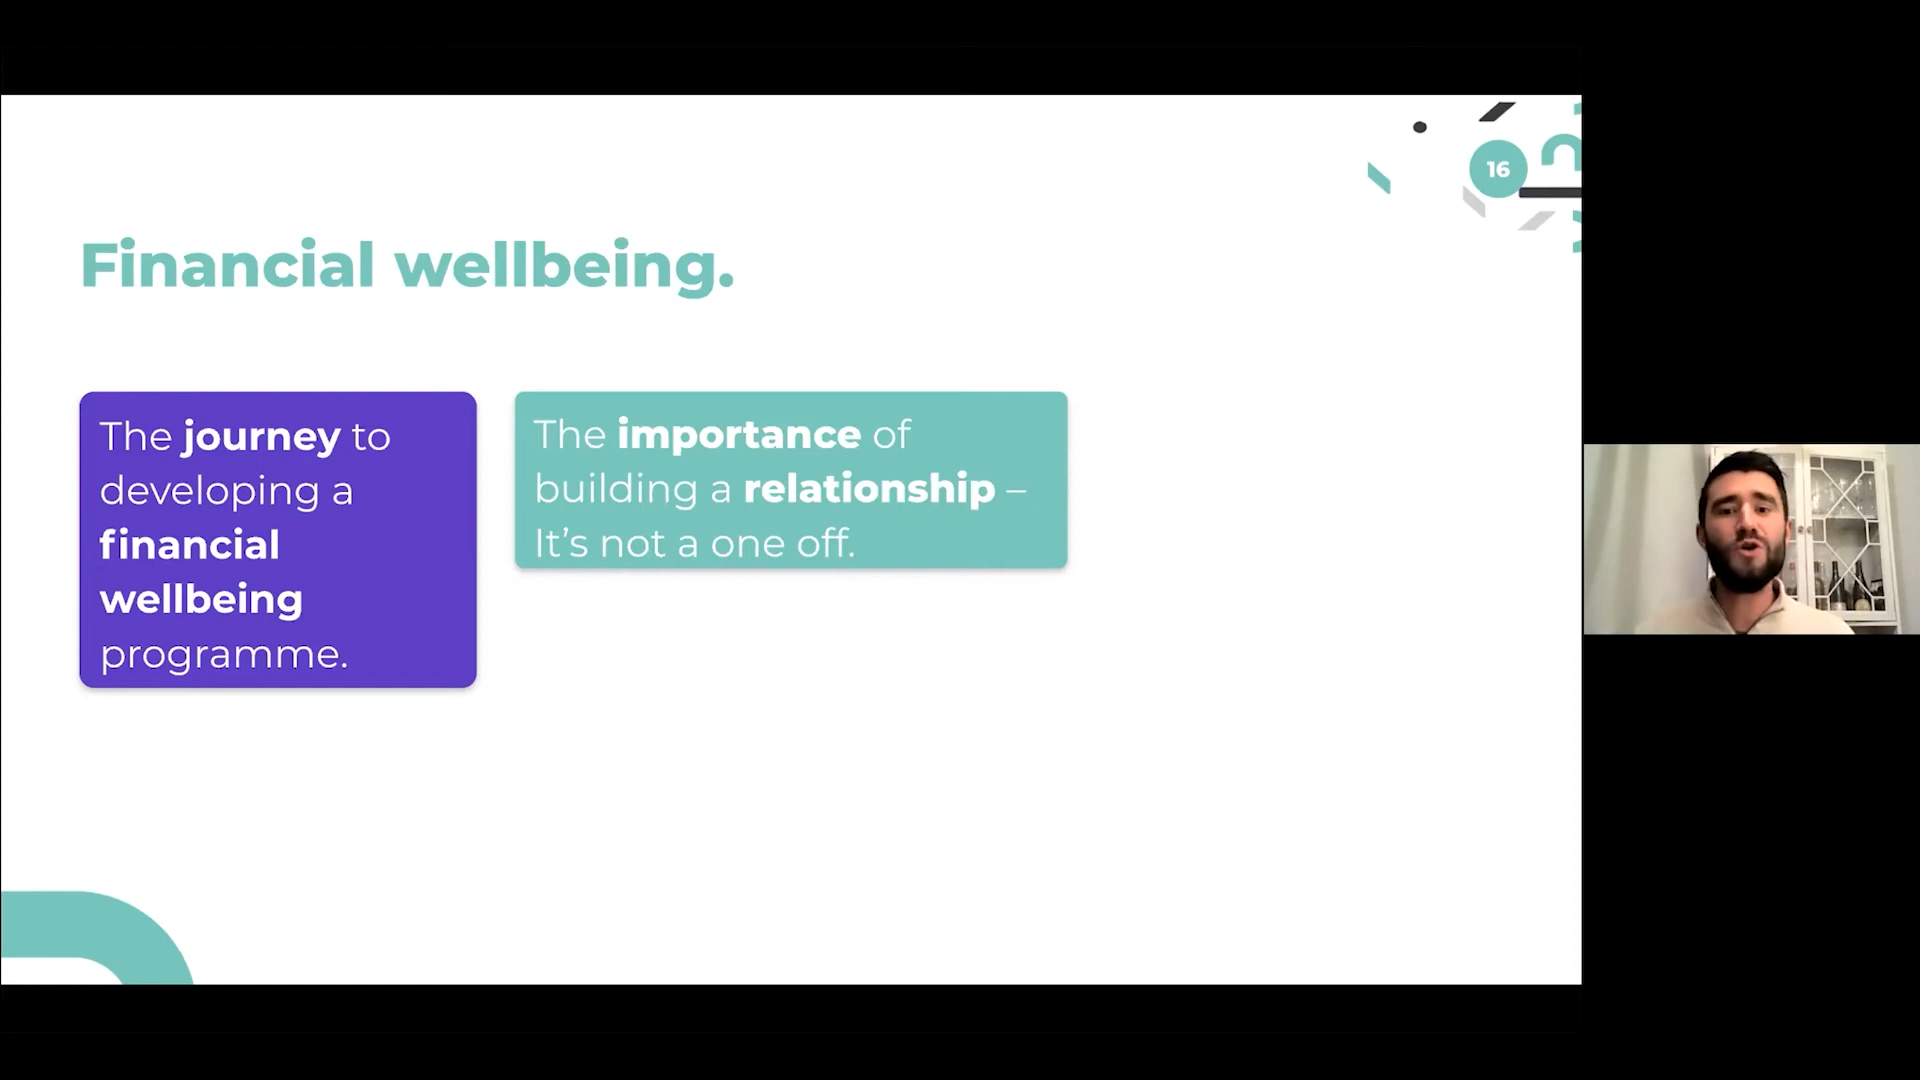 16
Financial wellbeing.
The journey to
developing a
financial
wellbeing
programme.
The importance of
building a relationship –
It’s not a one off.